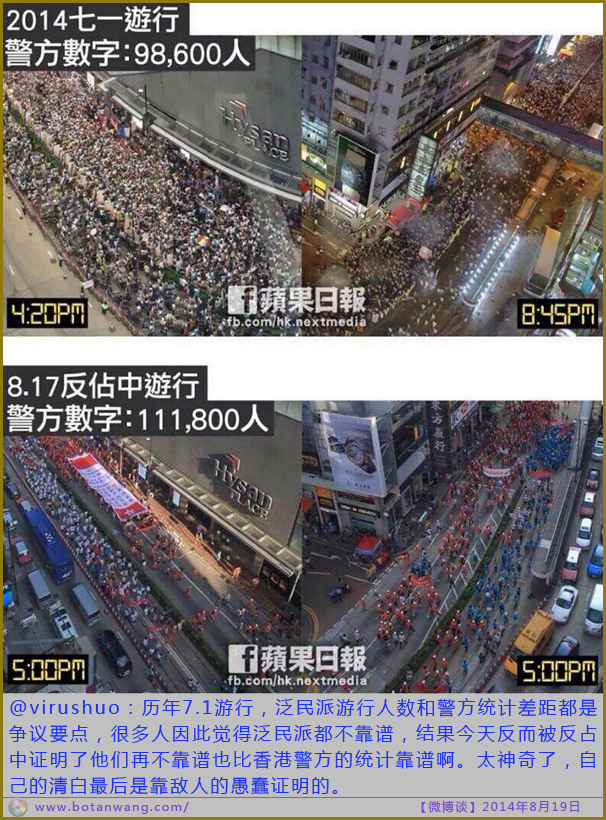 2014七一遊行
警方數字：98,600人
Hysan
PLACE
4:20PM
蘋果日報
fb.com/hk.nextmedia
8:45PM
8.17反佔中遊行
警方數字：111,800人
HYSAN
PLACE
東方表行
5:00PM
蘋果日報
fb.com/hk.nextmedia
5:00PM
@virushuo：历年7.1游行，泛民派游行人数和警方统计差距都是
争议要点，很多人因此觉得泛民派都不靠谱，结果今天反而被反占
中证明了他们再不靠谱也比香港警方的统计靠谱啊。太神奇了，自
己的清白最后是靠敌人的愚蠢证明的。
www.botanwang.com/
【微博谈】2014年8月19日